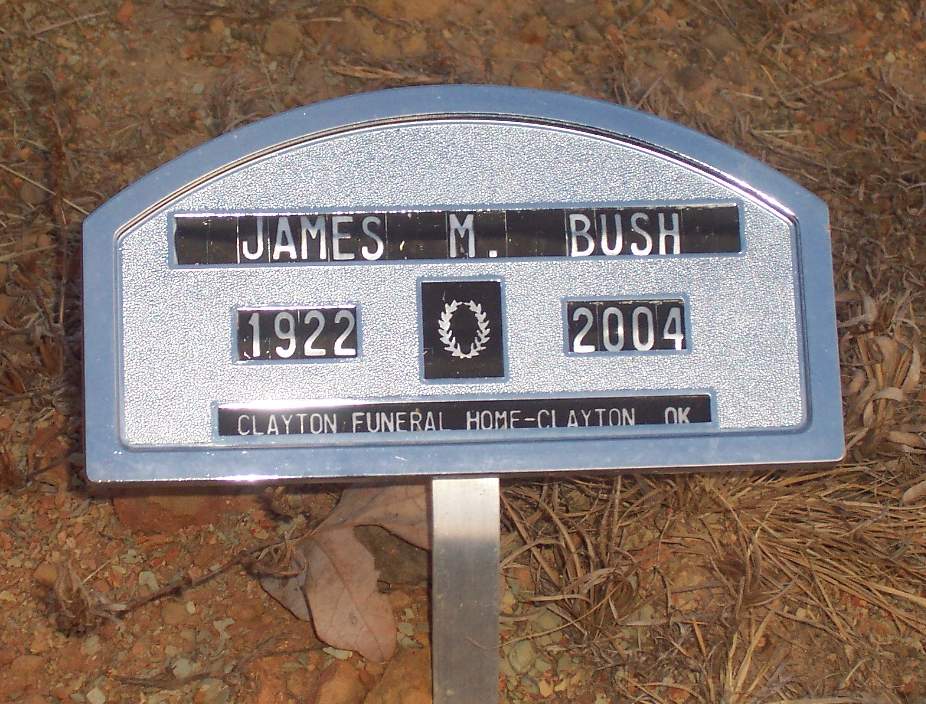 JAMES M. BUSH
1922 2004
CLAYTON FUNERAL HOME-CLAYTON OK